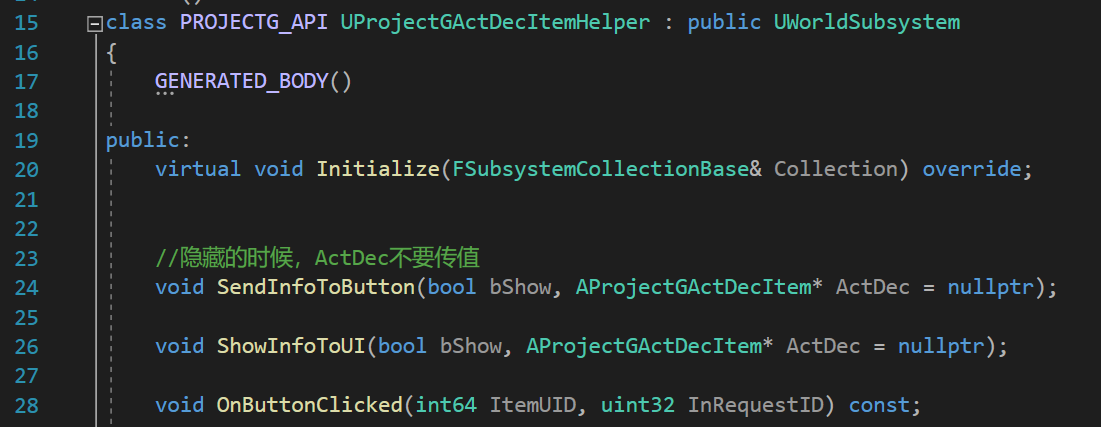 15 class PROJECTG_API UProjectGActDecItemHelper : public UWorldSubsystem
16 {
17 GENERATED_BODY()
18
19 public:
20 virtual void Initialize(FSubsystemCollectionBase& Collection) override;
21
22
23 //隐藏的时候，ActDec不要传值
24 void SendInfoToButton(bool bShow, AProjectGActDecItem* ActDec = nullptr);
25
26 void ShowInfoToUI(bool bShow, AProjectGActDecItem* ActDec = nullptr);
27
28 void OnButtonClicked(int64 ItemUID, uint32 InRequestID) const;